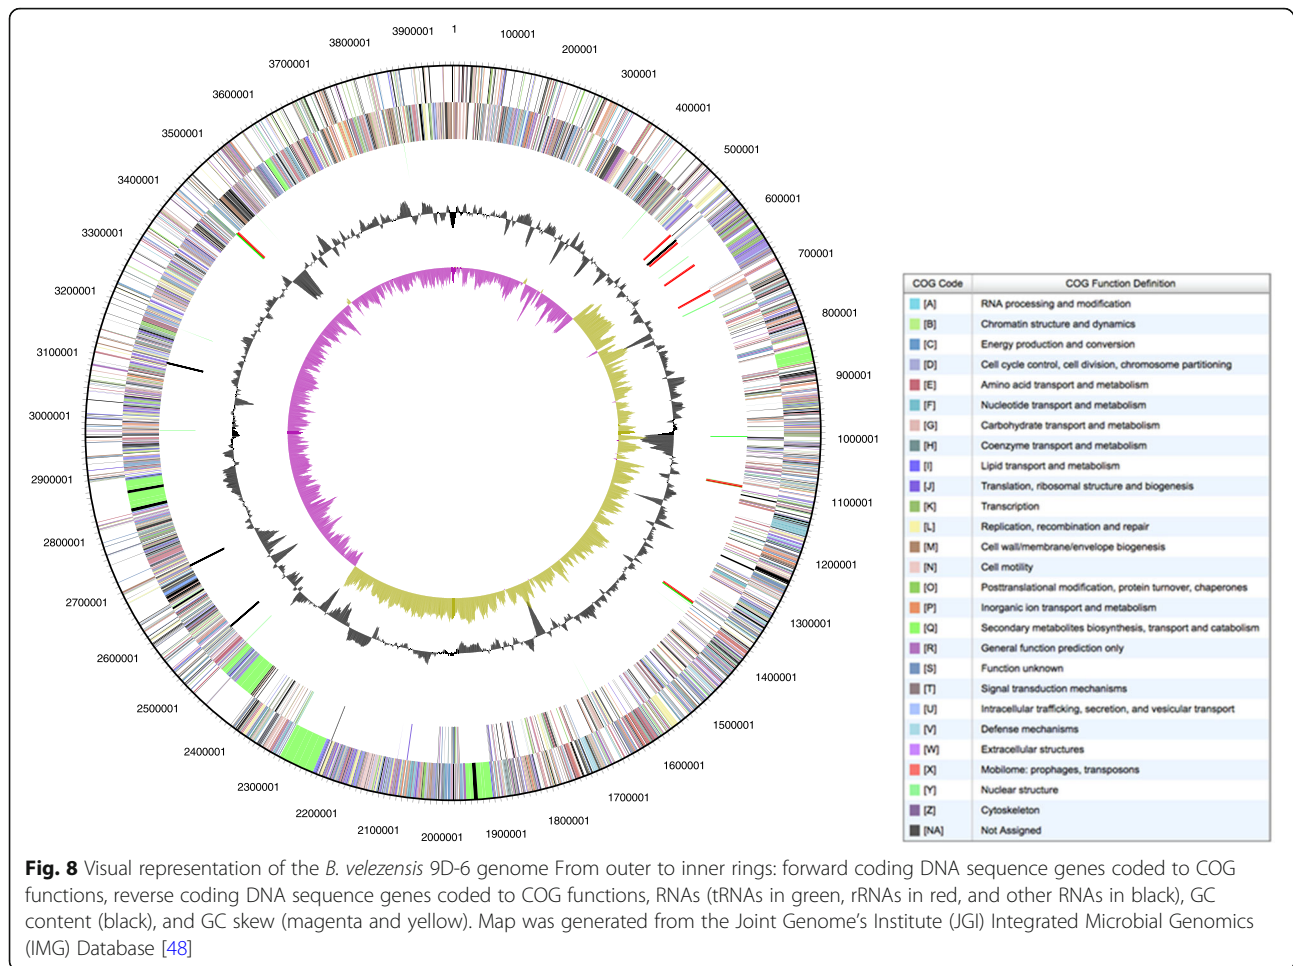 1
100001
200001
300001
400001
500001
600001
700001
800001
900001
1000001
1100001
1200001
1300001
1400001
1500001
1600001
1700001
1800001
1900001
2000001
2100001
2200001
2300001
2400001
2500001
2600001
2700001
2800001
2900001
3000001
3100001
3200001
3300001
3400001
3500001
3600001
3700001
3800001
3900001
COG Code COG Function Definition
[A] RNA processing and modification
[B] Chromatin structure and dynamics
[C] Energy production and conversion
[D] Cell cycle control, cell division, chromosome partitioning
[E] Amino acid transport and metabolism
[F] Nucleotide transport and metabolism
[G] Carbohydrate transport and metabolism
[H] Coenzyme transport and metabolism
[I] Lipid transport and metabolism
[J] Translation, ribosomal structure and biogenesis
[K] Transcription
[L] Replication, recombination and repair
[M] Cell wall/membrane/envelope biogenesis
[N] Cell motility
[O] Posttranslational modification, protein turnover, chaperones
[P] Inorganic ion transport and metabolism
[Q] Secondary metabolites biosynthesis, transport and catabolism
[R] General function prediction only
[S] Function unknown
[T] Signal transduction mechanisms
[U] Intracellular trafficking, secretion, and vesicular transport
[V] Defense mechanisms
[W] Extracellular structures
[X] Mobilome: prophages, transposons
[Y] Nuclear structure
[Z] Cytoskeleton
[NA] Not Assigned
Fig. 8 Visual representation of the B. velezensis 9D-6 genome From outer to inner rings: forward coding DNA sequence genes coded to COG
functions, reverse coding DNA sequence genes coded to COG functions, RNAs (tRNAs in green, rRNAs in red, and other RNAs in black), GC
content (black), and GC skew (magenta and yellow). Map was generated from the Joint Genome's Institute (JGI) Integrated Microbial Genomics
(IMG) Database [48]